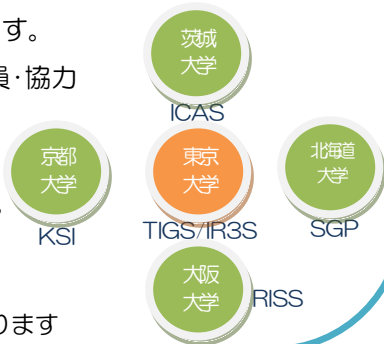 す。
茨城
大学
員・協力
ICAS
京都
大学
東京
大学
北海道
大学
KSI
TIGS/IR3S
SGP
大阪
大学
RISS
ります